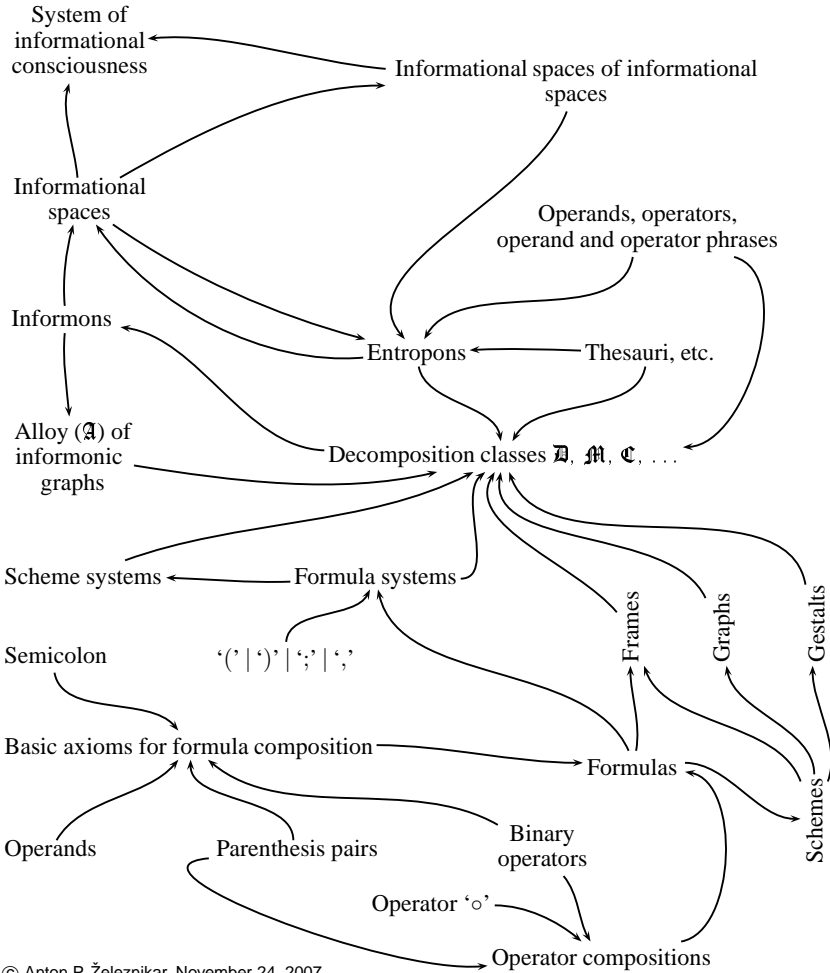 System of
informational
consciousness
Informational spaces of informational
spaces
Informational
spaces
Operands, operators,
operand and operator phrases
Informons
Entropons
Thesauri, etc.
Alloy (𝕬) of
informonic
graphs
Decomposition classes 𝕯, 𝕸, 𝕮, …
Scheme systems
Formula systems
Frames
Graphs
Gestalts
Semicolon
‘(’ | ‘)’ | ‘;’ | ‘,’
Basic axioms for formula composition
Formulas
Schemes
Operands
Parenthesis pairs
Binary
operators
Operator ‘∘’
Operator compositions
© Anton P. Železnikar, November 24, 2007